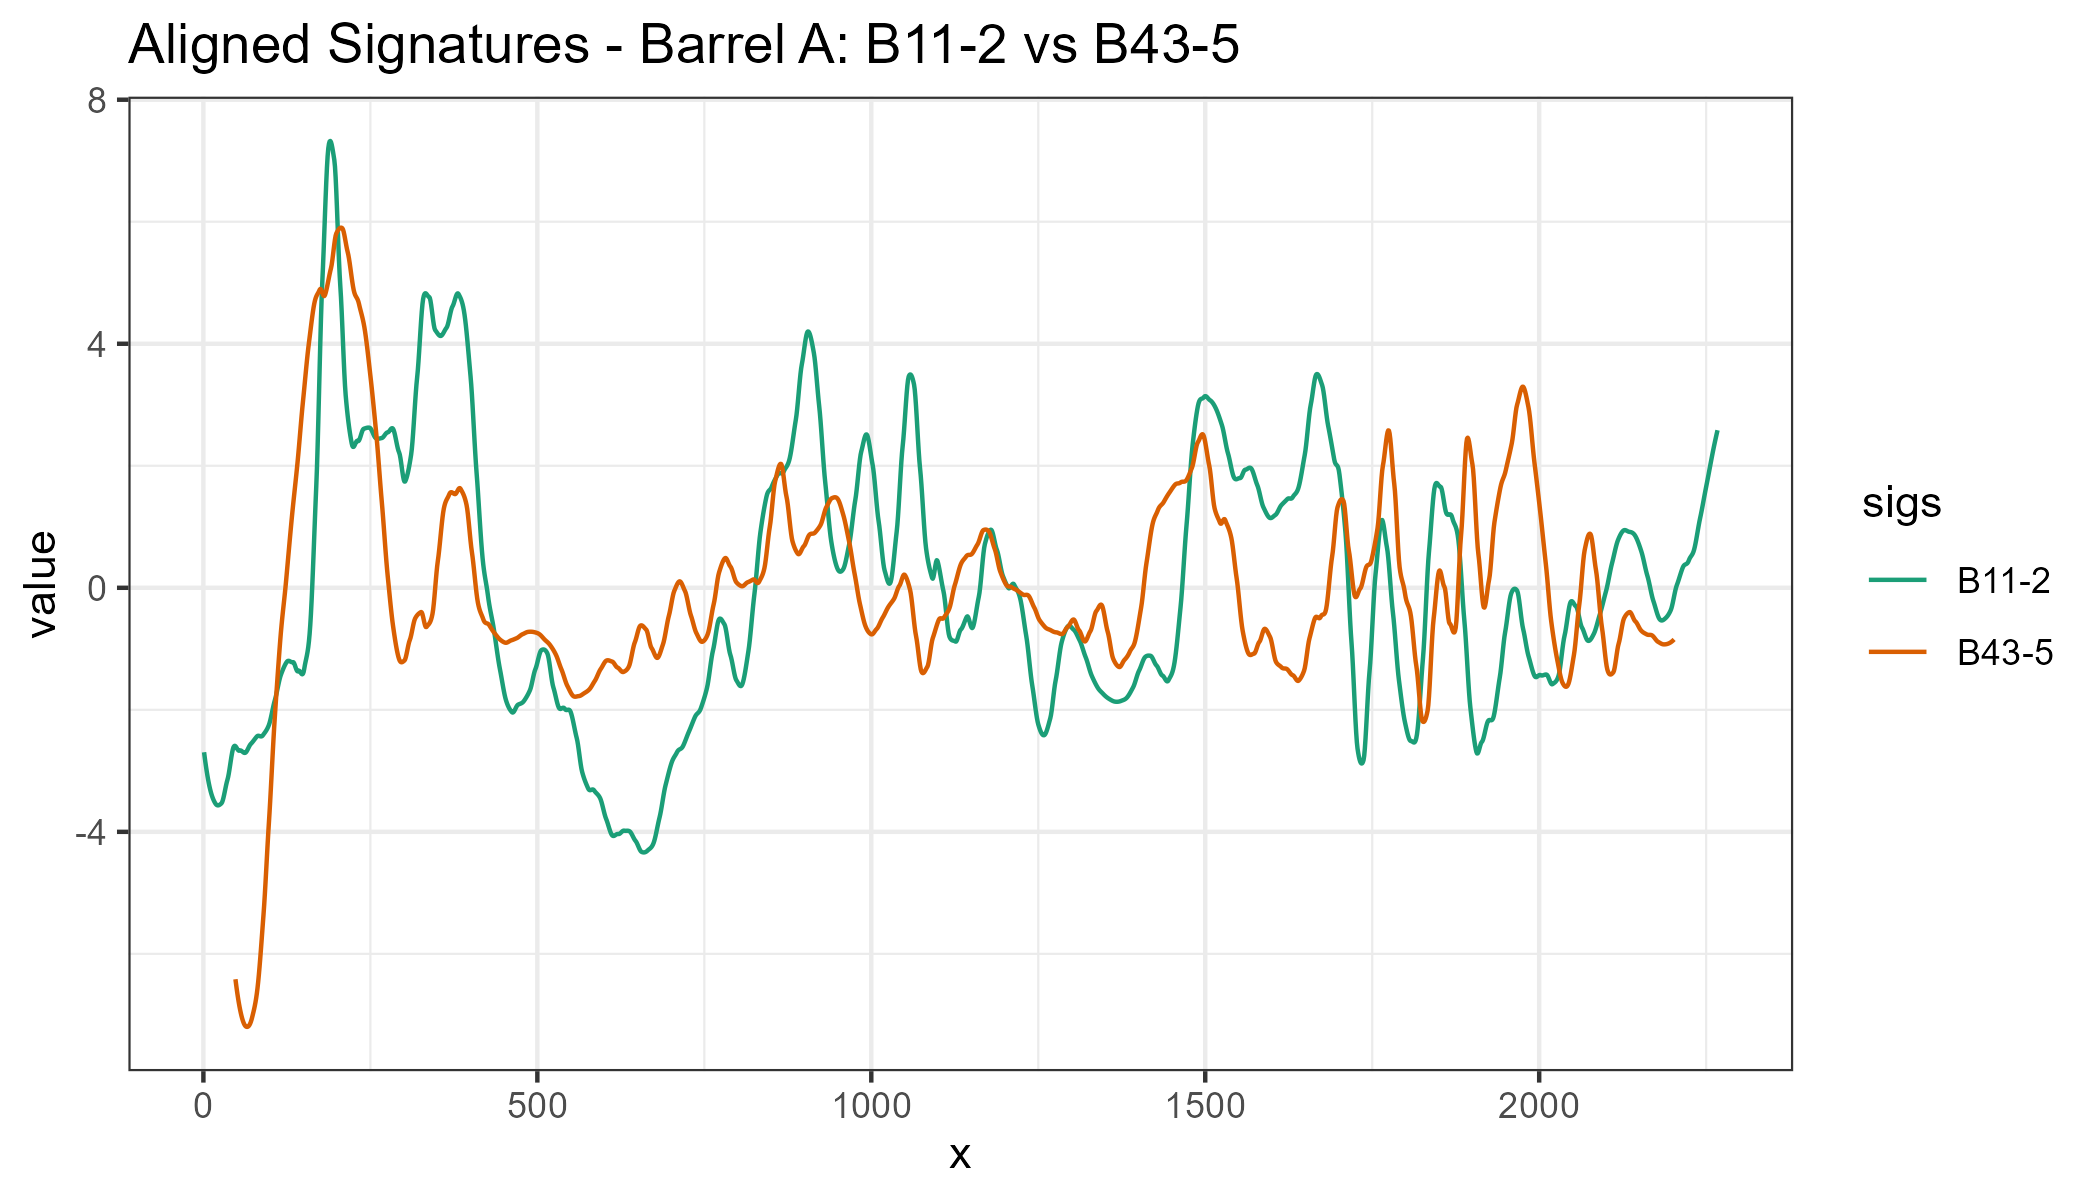 Aligned Signatures - Barrel A: B11-2 vs B43-5
8
4
0
-4
value
0 500 1000 1500 2000
x
sigs
B11-2
B43-5